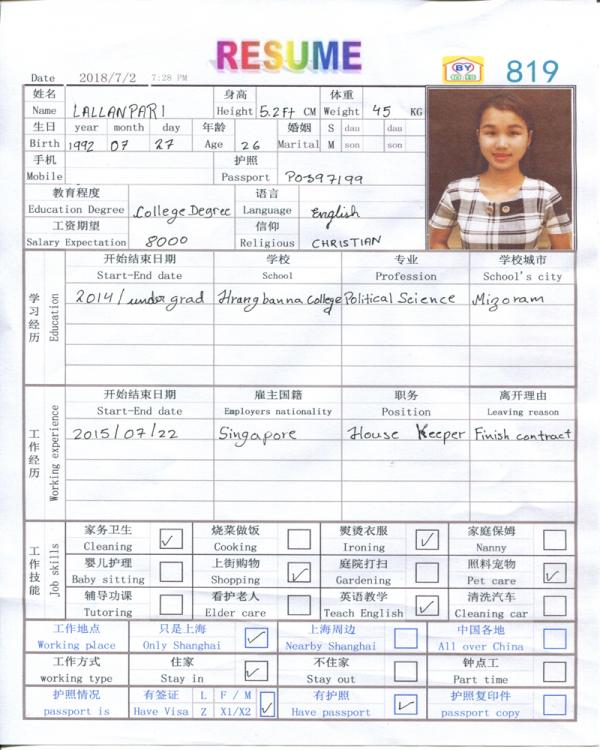 RESUME
Date 2018/7/2 7:28 PM BY 819
姓名 身高 体重
Name LALLANPARI Height 5.2Ft CM Weight 45 KG
生日 year month day 年龄 婚姻 S dau dau
Birth 1992 07 27 Age 26 Marital M son son
手机 护照
Mobile Passport P0397199
教育程度 语言
Education Degree College Degree Language English
工资期望 信仰
Salary Expectation 8000 Religious CHRISTIAN
学习经历 Education
开始结束日期 学校 专业 学校城市
Start-End date School Profession School's city
2014/undergrad Hrangbanna College Political Science Mizoram
工作经历 Working experience
开始结束日期 雇主国籍 职务 离开理由
Start-End date Employers nationality Position Leaving reason
2015/07/22 Singapore House Keeper Finish contract
工作技能 Job skills
家务卫生 烧菜做饭 熨烫衣服 家庭保姆
Cleaning ✓ Cooking Ironing ✓ Nanny
婴儿护理 上街购物 庭院打扫 照料宠物
Baby sitting Shopping ✓ Gardening Pet care ✓
辅导功课 看护老人 英语教学 清洗汽车
Tutoring Elder care Teach English ✓ Cleaning car
工作地点 只是上海 上海周边 中国各地
Working place Only Shanghai ✓ Nearby Shanghai All over China
工作方式 住家 不住家 钟点工
working type Stay in ✓ Stay out Part time
护照情况 有签证 L F / M 有护照 护照复印件
passport is Have Visa Z X1/X2 ✓ Have passport ✓ passport copy